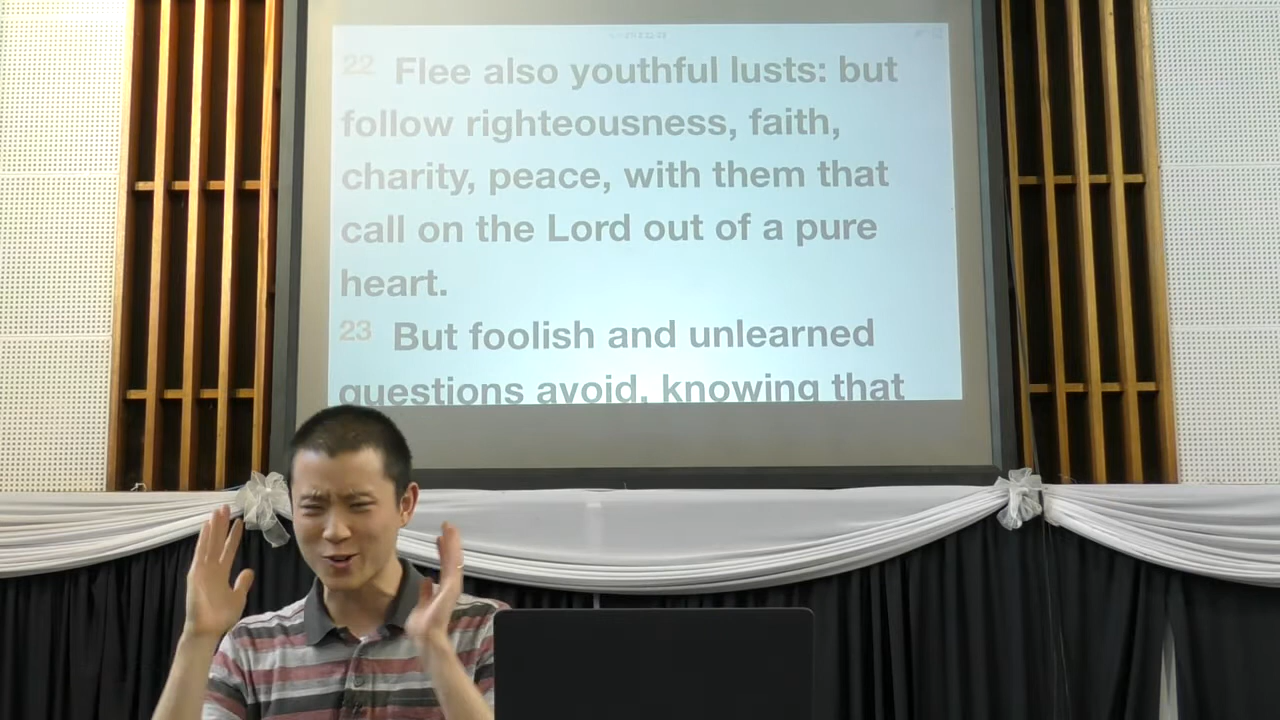 22 Flee also youthful lusts: but
follow righteousness, faith,
charity, peace, with them that
call on the Lord out of a pure
heart.
23 But foolish and unlearned
questions avoid, knowing that